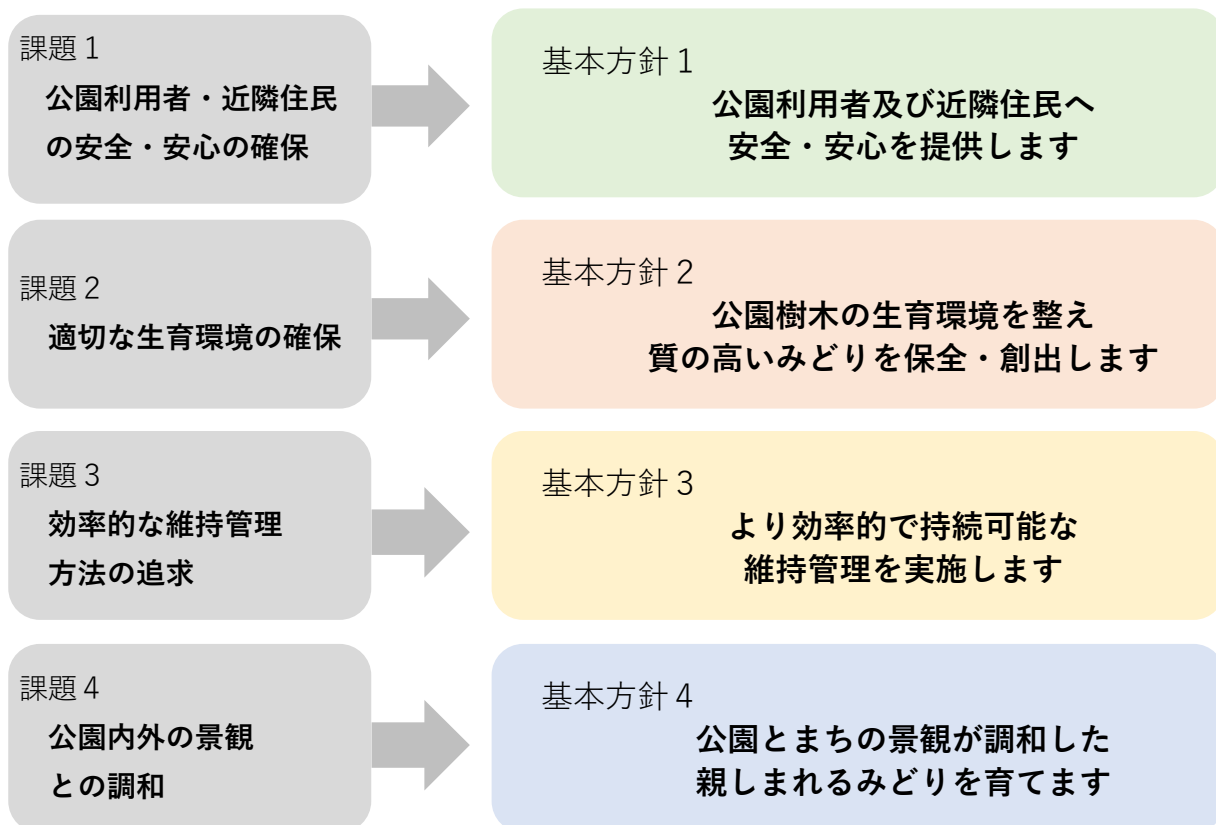 課題1
公園利用者・近隣住民
の安全・安心の確保
基本方針1
公園利用者及び近隣住民へ
安全・安心を提供します
課題2
適切な生育環境の確保
基本方針2
公園樹木の生育環境を整え
質の高いみどりを保全・創出します
課題3
効率的な維持管理
方法の追求
基本方針3
より効率的で持続可能な
維持管理を実施します
課題4
公園内外の景観
との調和
基本方針4
公園とまちの景観が調和した
親しまれるみどりを育てます